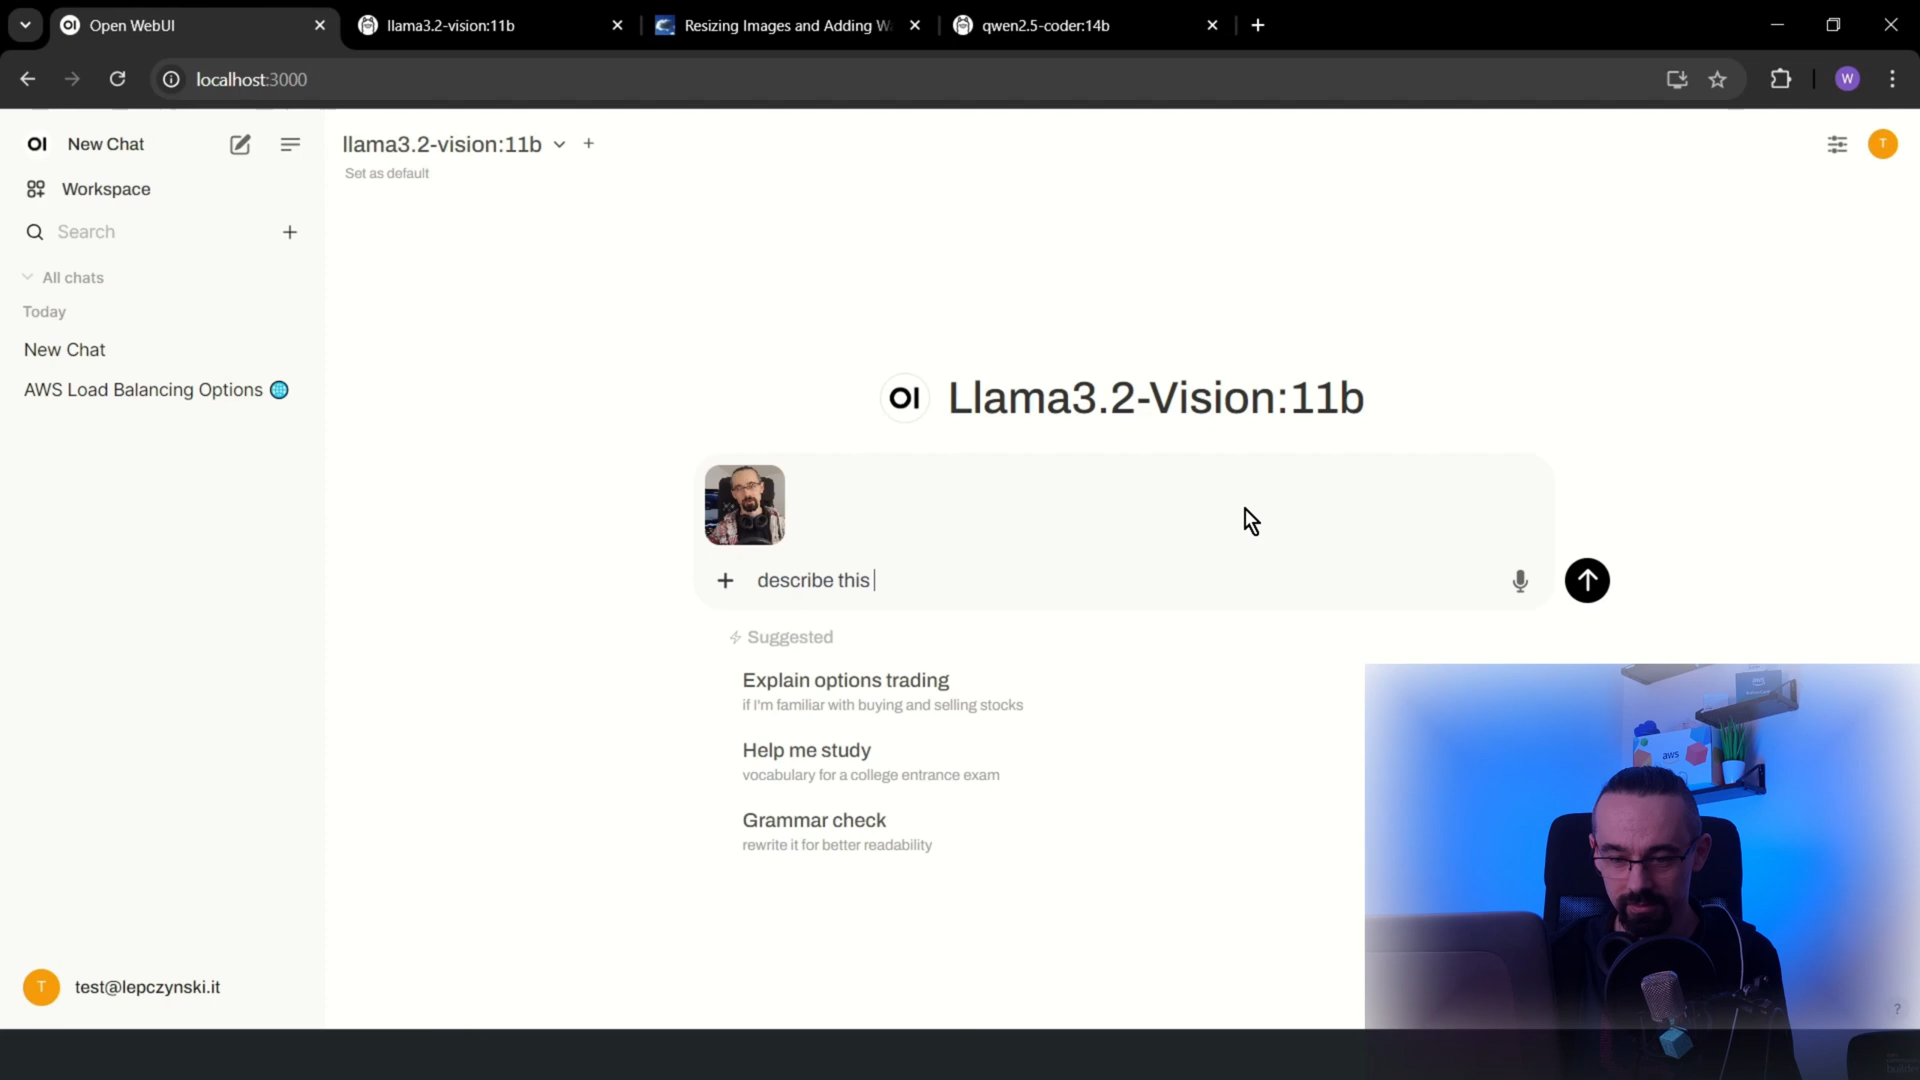 Open WebUI
llama3.2-vision:11b
Resizing Images and Adding W
qwen2.5-coder:14b
localhost:3000
W
OI New Chat
Workspace
Search
All chats
Today
New Chat
AWS Load Balancing Options
T test@lepczynski.it
llama3.2-vision:11b
Set as default
T
OI Llama3.2-Vision:11b
describe this
Suggested
Explain options trading
if I'm familiar with buying and selling stocks
Help me study
vocabulary for a college entrance exam
Grammar check
rewrite it for better readability
aws
aws
?